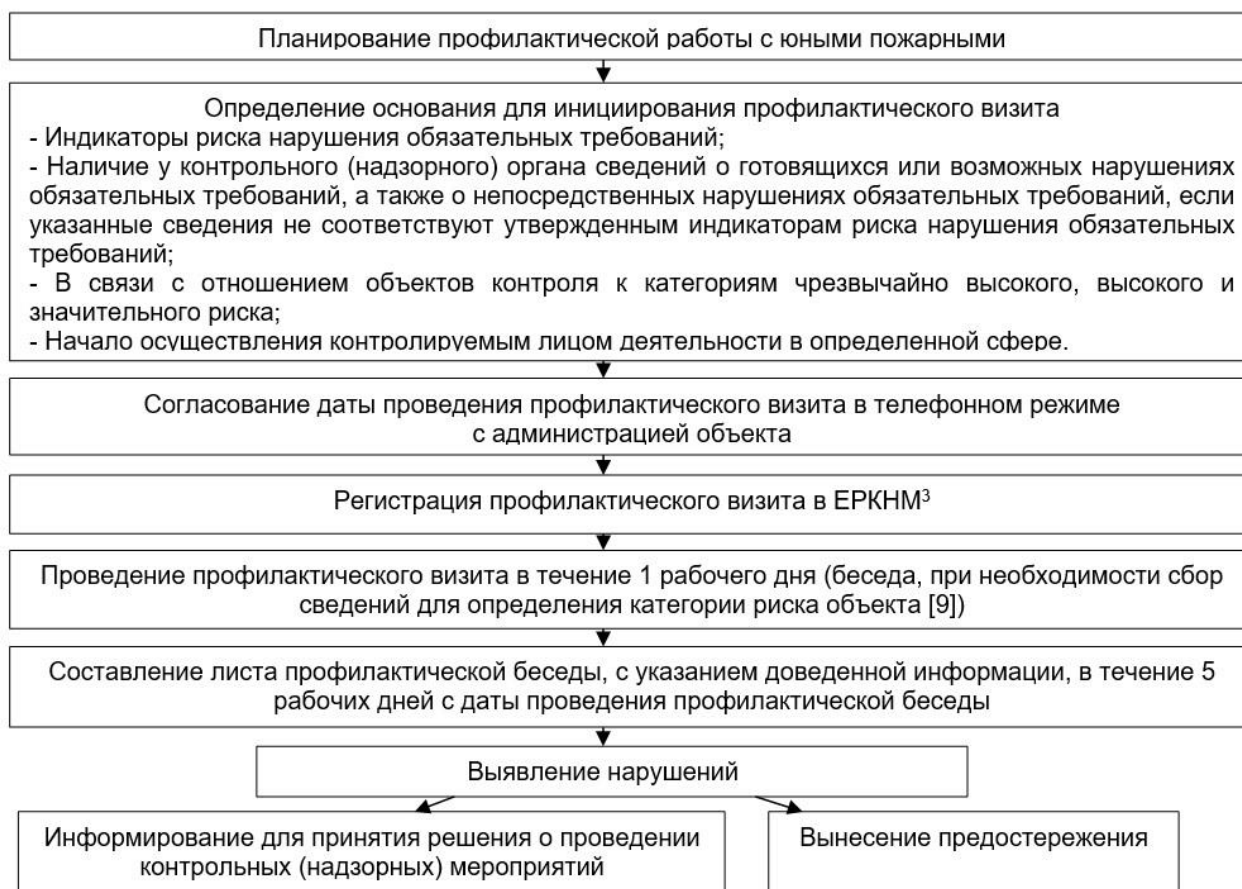 Планирование профилактической работы с юными пожарными
Определение основания для инициирования профилактического визита
- Индикаторы риска нарушения обязательных требований;
- Наличие у контрольного (надзорного) органа сведений о готовящихся или возможных нарушениях
обязательных требований, а также о непосредственных нарушениях обязательных требований, если
указанные сведения не соответствуют утвержденным индикаторам риска нарушения обязательных
требований;
- В связи с отношением объектов контроля к категориям чрезвычайно высокого, высокого и
значительного риска;
- Начало осуществления контролируемым лицом деятельности в определенной сфере.
Согласование даты проведения профилактического визита в телефонном режиме
с администрацией объекта
Регистрация профилактического визита в ЕРКНМ³
Проведение профилактического визита в течение 1 рабочего дня (беседа, при необходимости сбор
сведений для определения категории риска объекта [9])
Составление листа профилактической беседы, с указанием доведенной информации, в течение 5
рабочих дней с даты проведения профилактической беседы
Выявление нарушений
Информирование для принятия решения о проведении
контрольных (надзорных) мероприятий
Вынесение предостережения